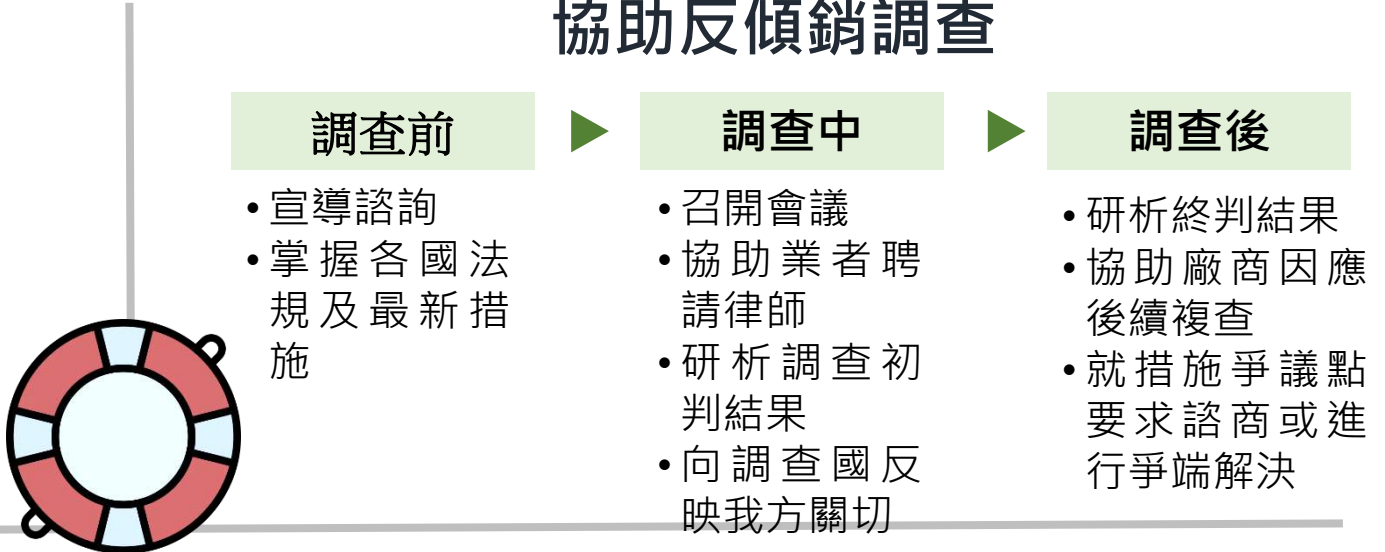 協助反傾銷調查
調查前
• 宣導諮詢
• 掌握各國法
規及最新措
施
調查中
• 召開會議
• 協助業者聘
請律師
• 研析調查初
判結果
• 向調查國反
映我方關切
調查後
• 研析終判結果
• 協助廠商因應
後續複查
• 就措施爭議點
要求諮商或進
行爭端解決